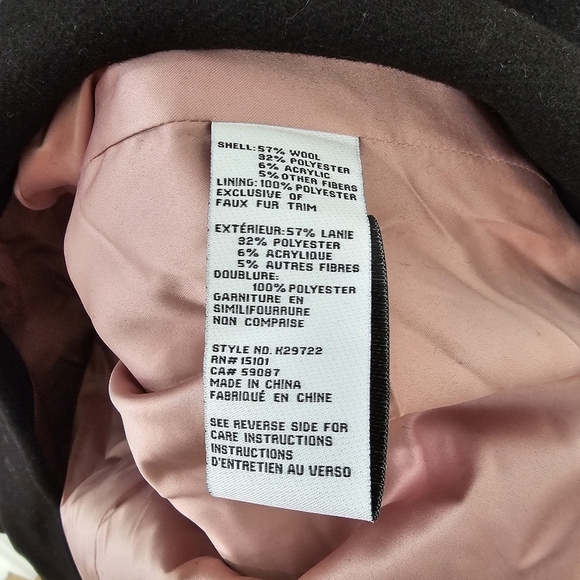 SHELL: 57% WOOL
32% POLYESTER
6% ACRYLIC
5% OTHER FIBERS
LINING: 100% POLYESTER
EXCLUSIVE OF
FAUX FUR TRIM
EXTÉRIEUR: 57% LANIE
32% POLYESTER
6% ACRYLIQUE
5% AUTRES FIBRES
DOUBLURE:
100% POLYESTER
GARNITURE EN
SIMILIFOURRURE
NON COMPRISE
STYLE NO. K29722
RN# 15101
CA# 59087
MADE IN CHINA
FABRIQUÉ EN CHINE
SEE REVERSE SIDE FOR
CARE INSTRUCTIONS
INSTRUCTIONS
D'ENTRETIEN AU VERSO